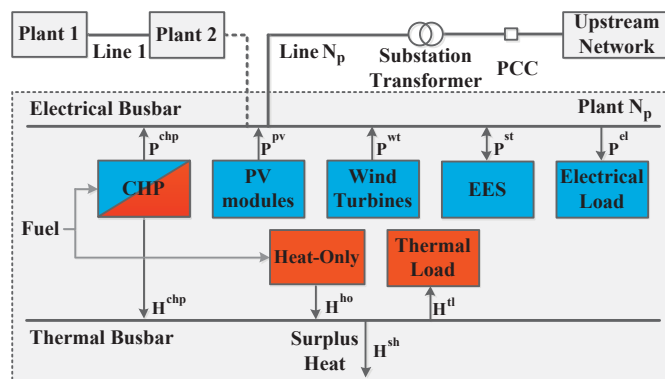 Plant 1
Line 1
Plant 2
Line Np
Substation
Transformer
PCC
Upstream
Network
Electrical Busbar
Plant Np
P^chp
P^pv
P^wt
P^st
P^el
CHP
PV
modules
Wind
Turbines
EES
Electrical
Load
Fuel
Heat-Only
Thermal
Load
H^chp
H^ho
H^tl
Thermal Busbar
Surplus
Heat
H^sh